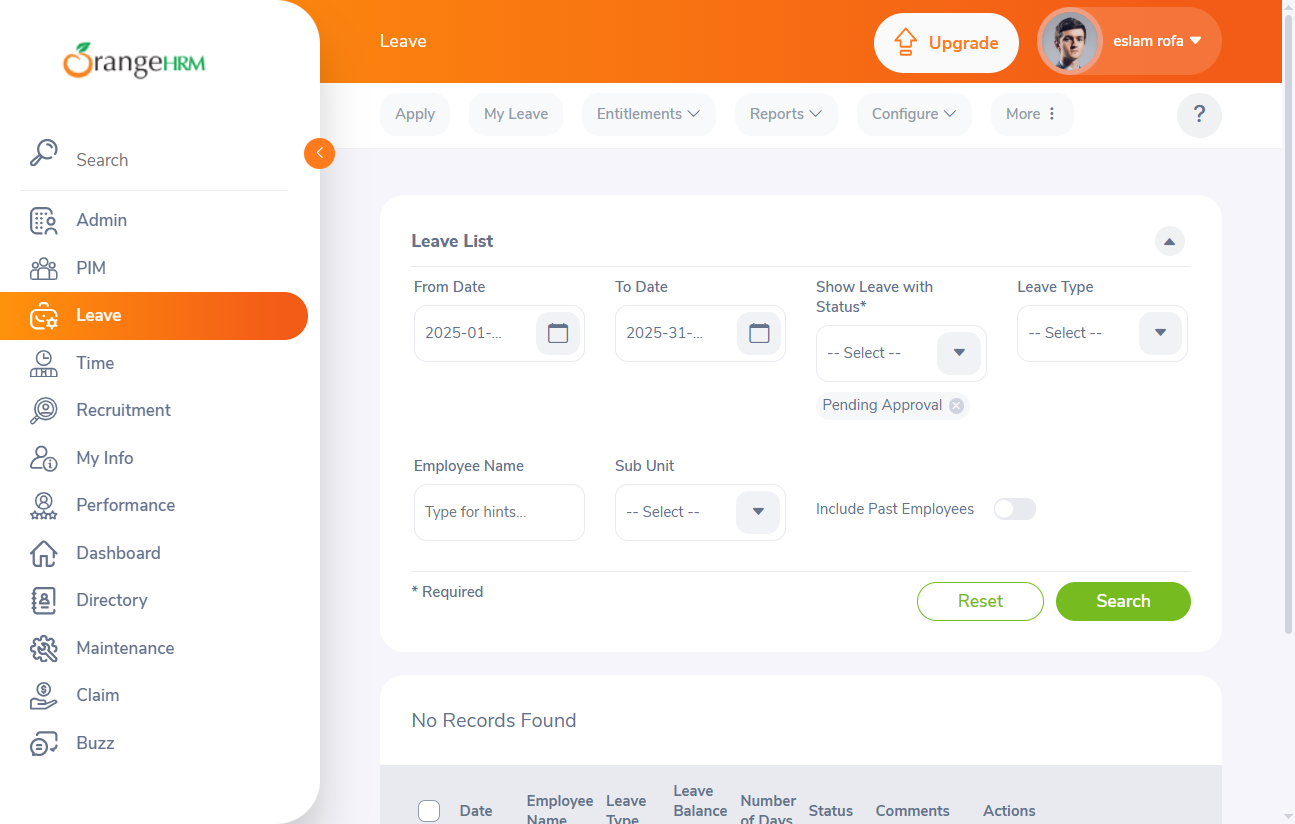 OrangeHRM
Search
Admin
PIM
Leave
Time
Recruitment
My Info
Performance
Dashboard
Directory
Maintenance
Claim
Buzz
Leave
Upgrade
eslam rofa
Apply
My Leave
Entitlements
Reports
Configure
More
?
Leave List
From Date
2025-01-...
To Date
2025-31-...
Show Leave with
Status*
-- Select --
Pending Approval
Leave Type
-- Select --
Employee Name
Type for hints...
Sub Unit
-- Select --
Include Past Employees
* Required
Reset
Search
No Records Found
Date
Employee
Name
Leave
Type
Leave
Balance
Number
of Days
Status
Comments
Actions